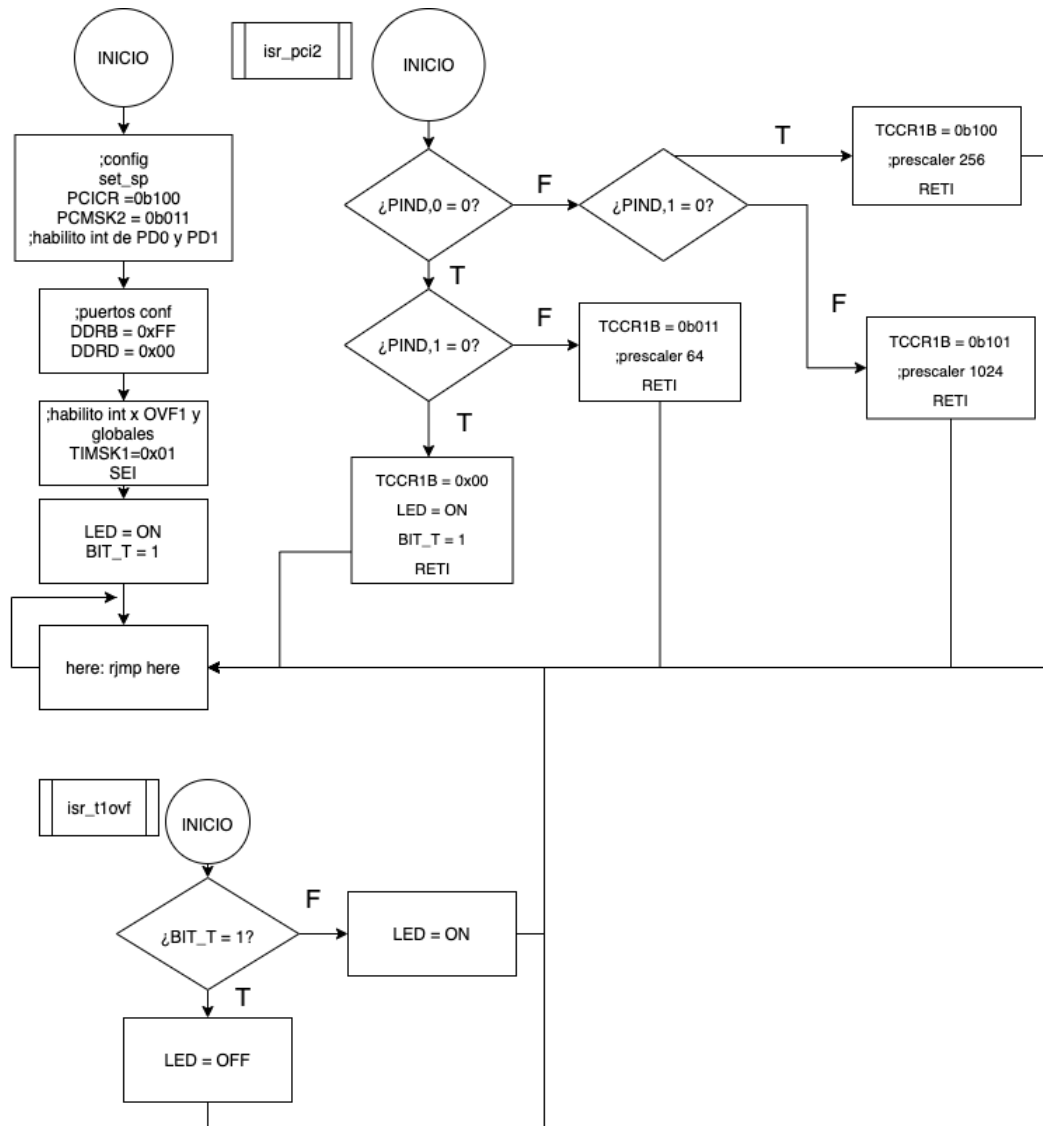 INICIO
;config
set_sp
PCICR =0b100
PCMSK2 = 0b011
;habilito int de PD0 y PD1
;puertos conf
DDRB = 0xFF
DDRD = 0x00
;habilito int x OVF1 y
globales
TIMSK1=0x01
SEI
LED = ON
BIT_T = 1
here: rjmp here
isr_pci2
INICIO
¿PIND,0 = 0?
F
¿PIND,1 = 0?
T
TCCR1B = 0b100
;prescaler 256
RETI
F
TCCR1B = 0b101
;prescaler 1024
RETI
T
¿PIND,1 = 0?
F
TCCR1B = 0b011
;prescaler 64
RETI
T
TCCR1B = 0x00
LED = ON
BIT_T = 1
RETI
isr_t1ovf
INICIO
¿BIT_T = 1?
F
LED = ON
T
LED = OFF